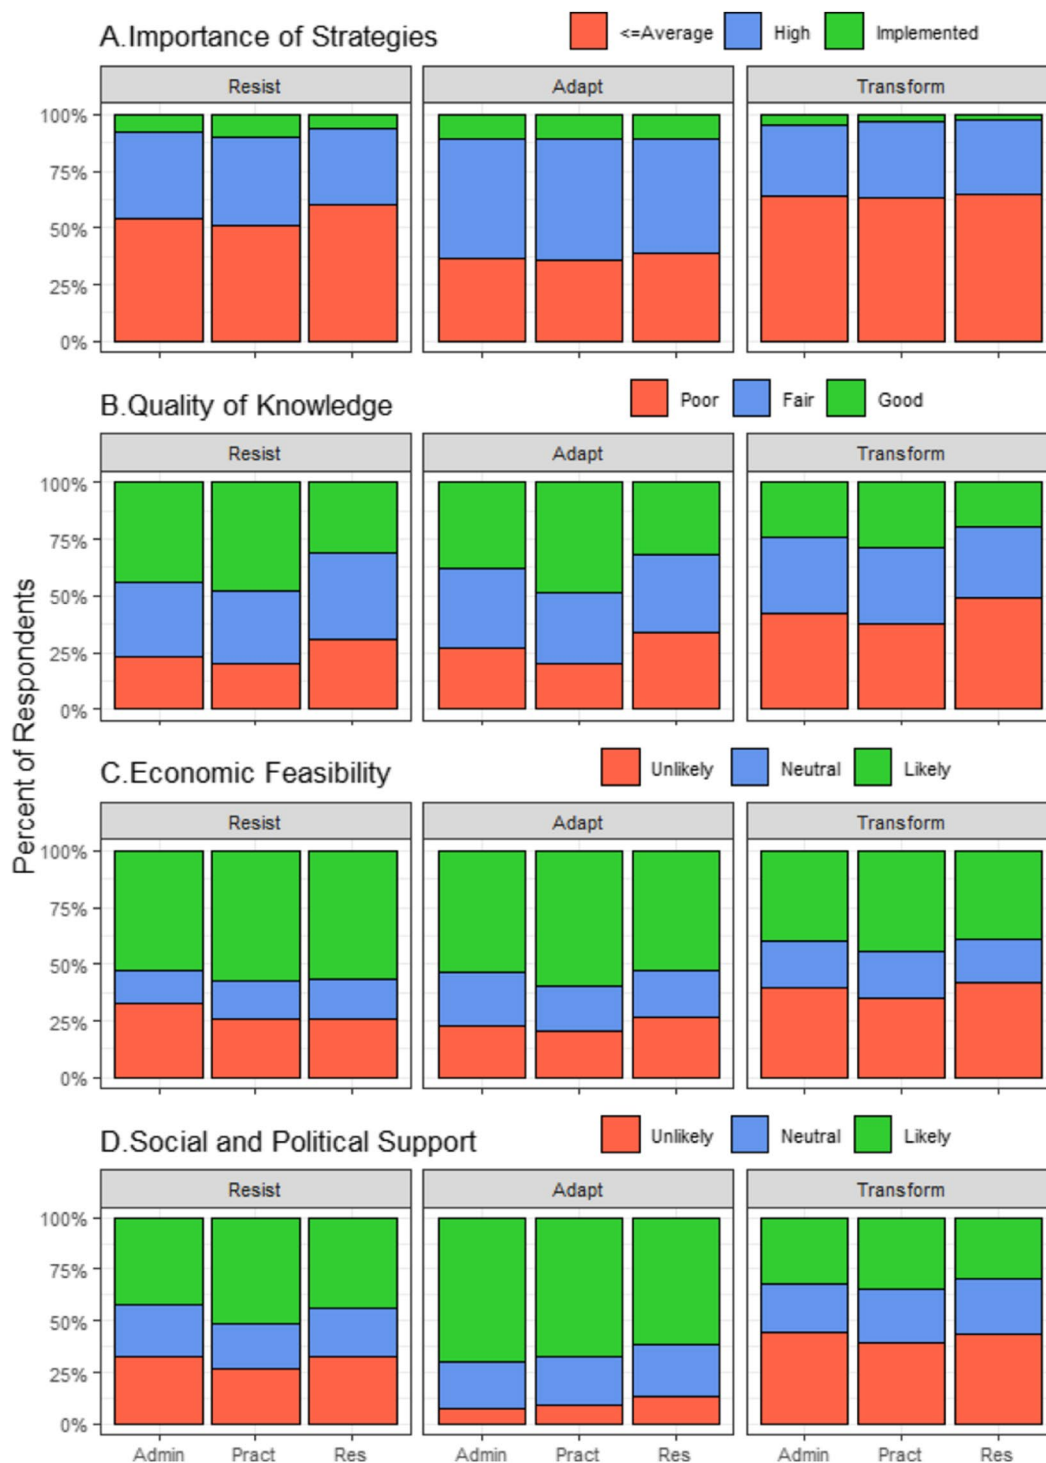 A.Importance of Strategies <=Average High Implemented
Resist Adapt Transform
100%
75%
50%
25%
0%
B.Quality of Knowledge Poor Fair Good
Resist Adapt Transform
100%
75%
50%
25%
0%
Percent of Respondents
C.Economic Feasibility Unlikely Neutral Likely
Resist Adapt Transform
100%
75%
50%
25%
0%
D.Social and Political Support Unlikely Neutral Likely
Resist Adapt Transform
100%
75%
50%
25%
0%
Admin Pract Res Admin Pract Res Admin Pract Res